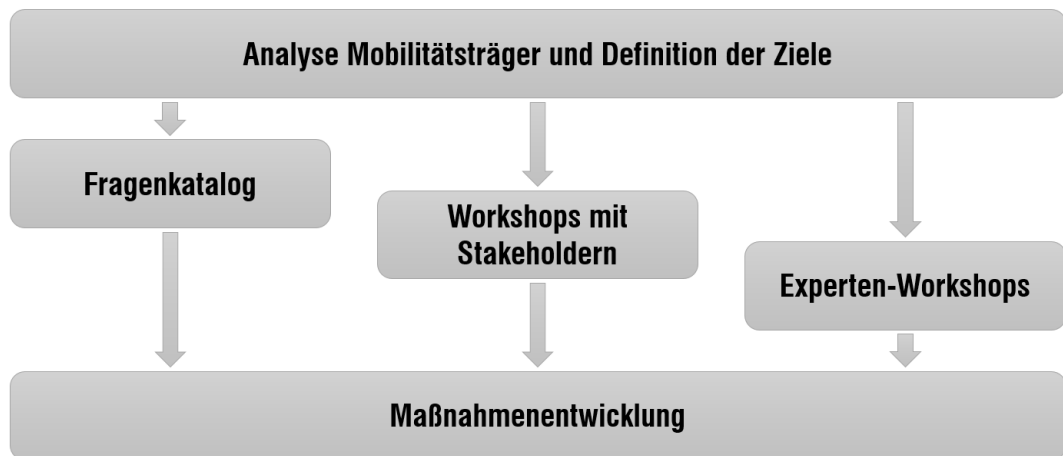 Analyse Mobilitätsträger und Definition der Ziele
Fragenkatalog
Workshops mit
Stakeholdern
Experten-Workshops
Maßnahmenentwicklung